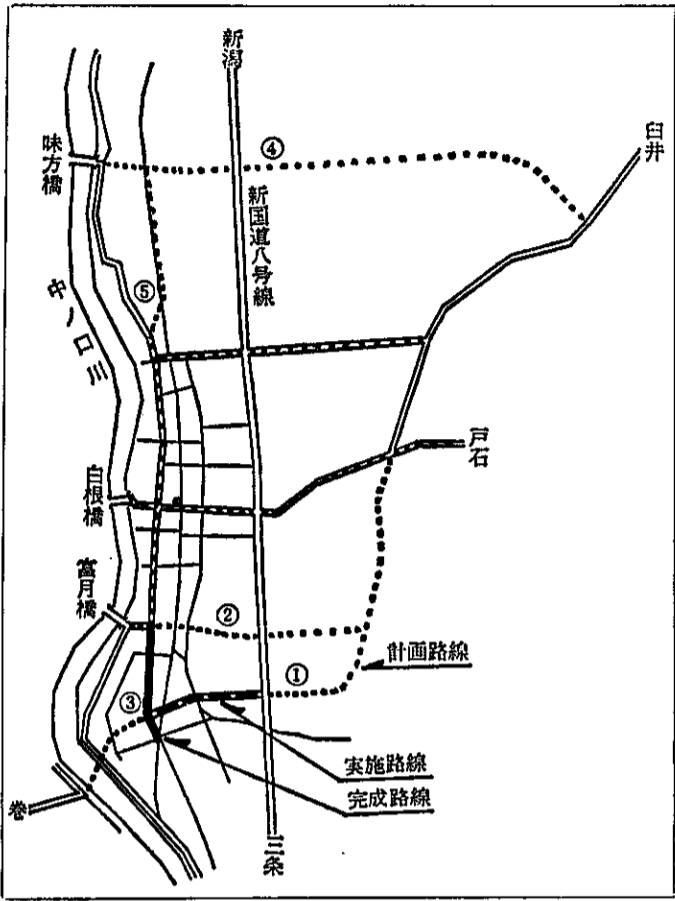 新潟
臼井
味方橋
④
新国道八号線
⑤
中ノ口川
戸石
白根橋
富月橋
②
計画路線
①
③
実施路線
完成路線
巻
三条